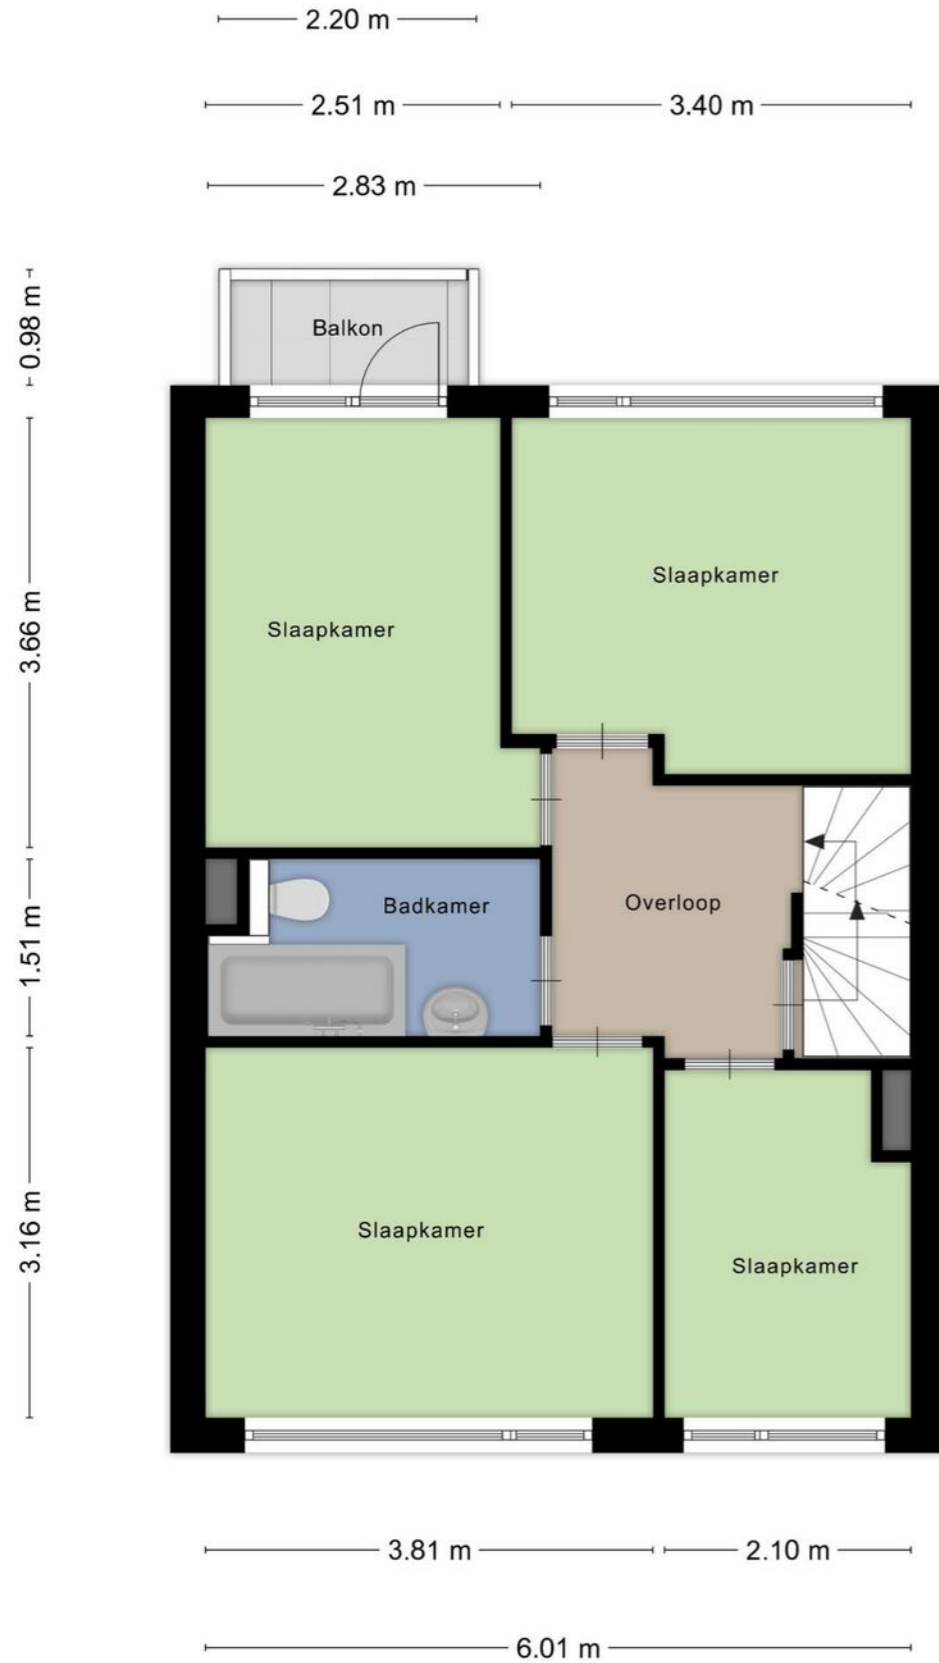 2.20 m
2.51 m
3.40 m
2.83 m
0.98 m
Balkon
3.66 m
Slaapkamer
Slaapkamer
1.51 m
Badkamer
Overloop
3.16 m
Slaapkamer
Slaapkamer
3.81 m
2.10 m
6.01 m